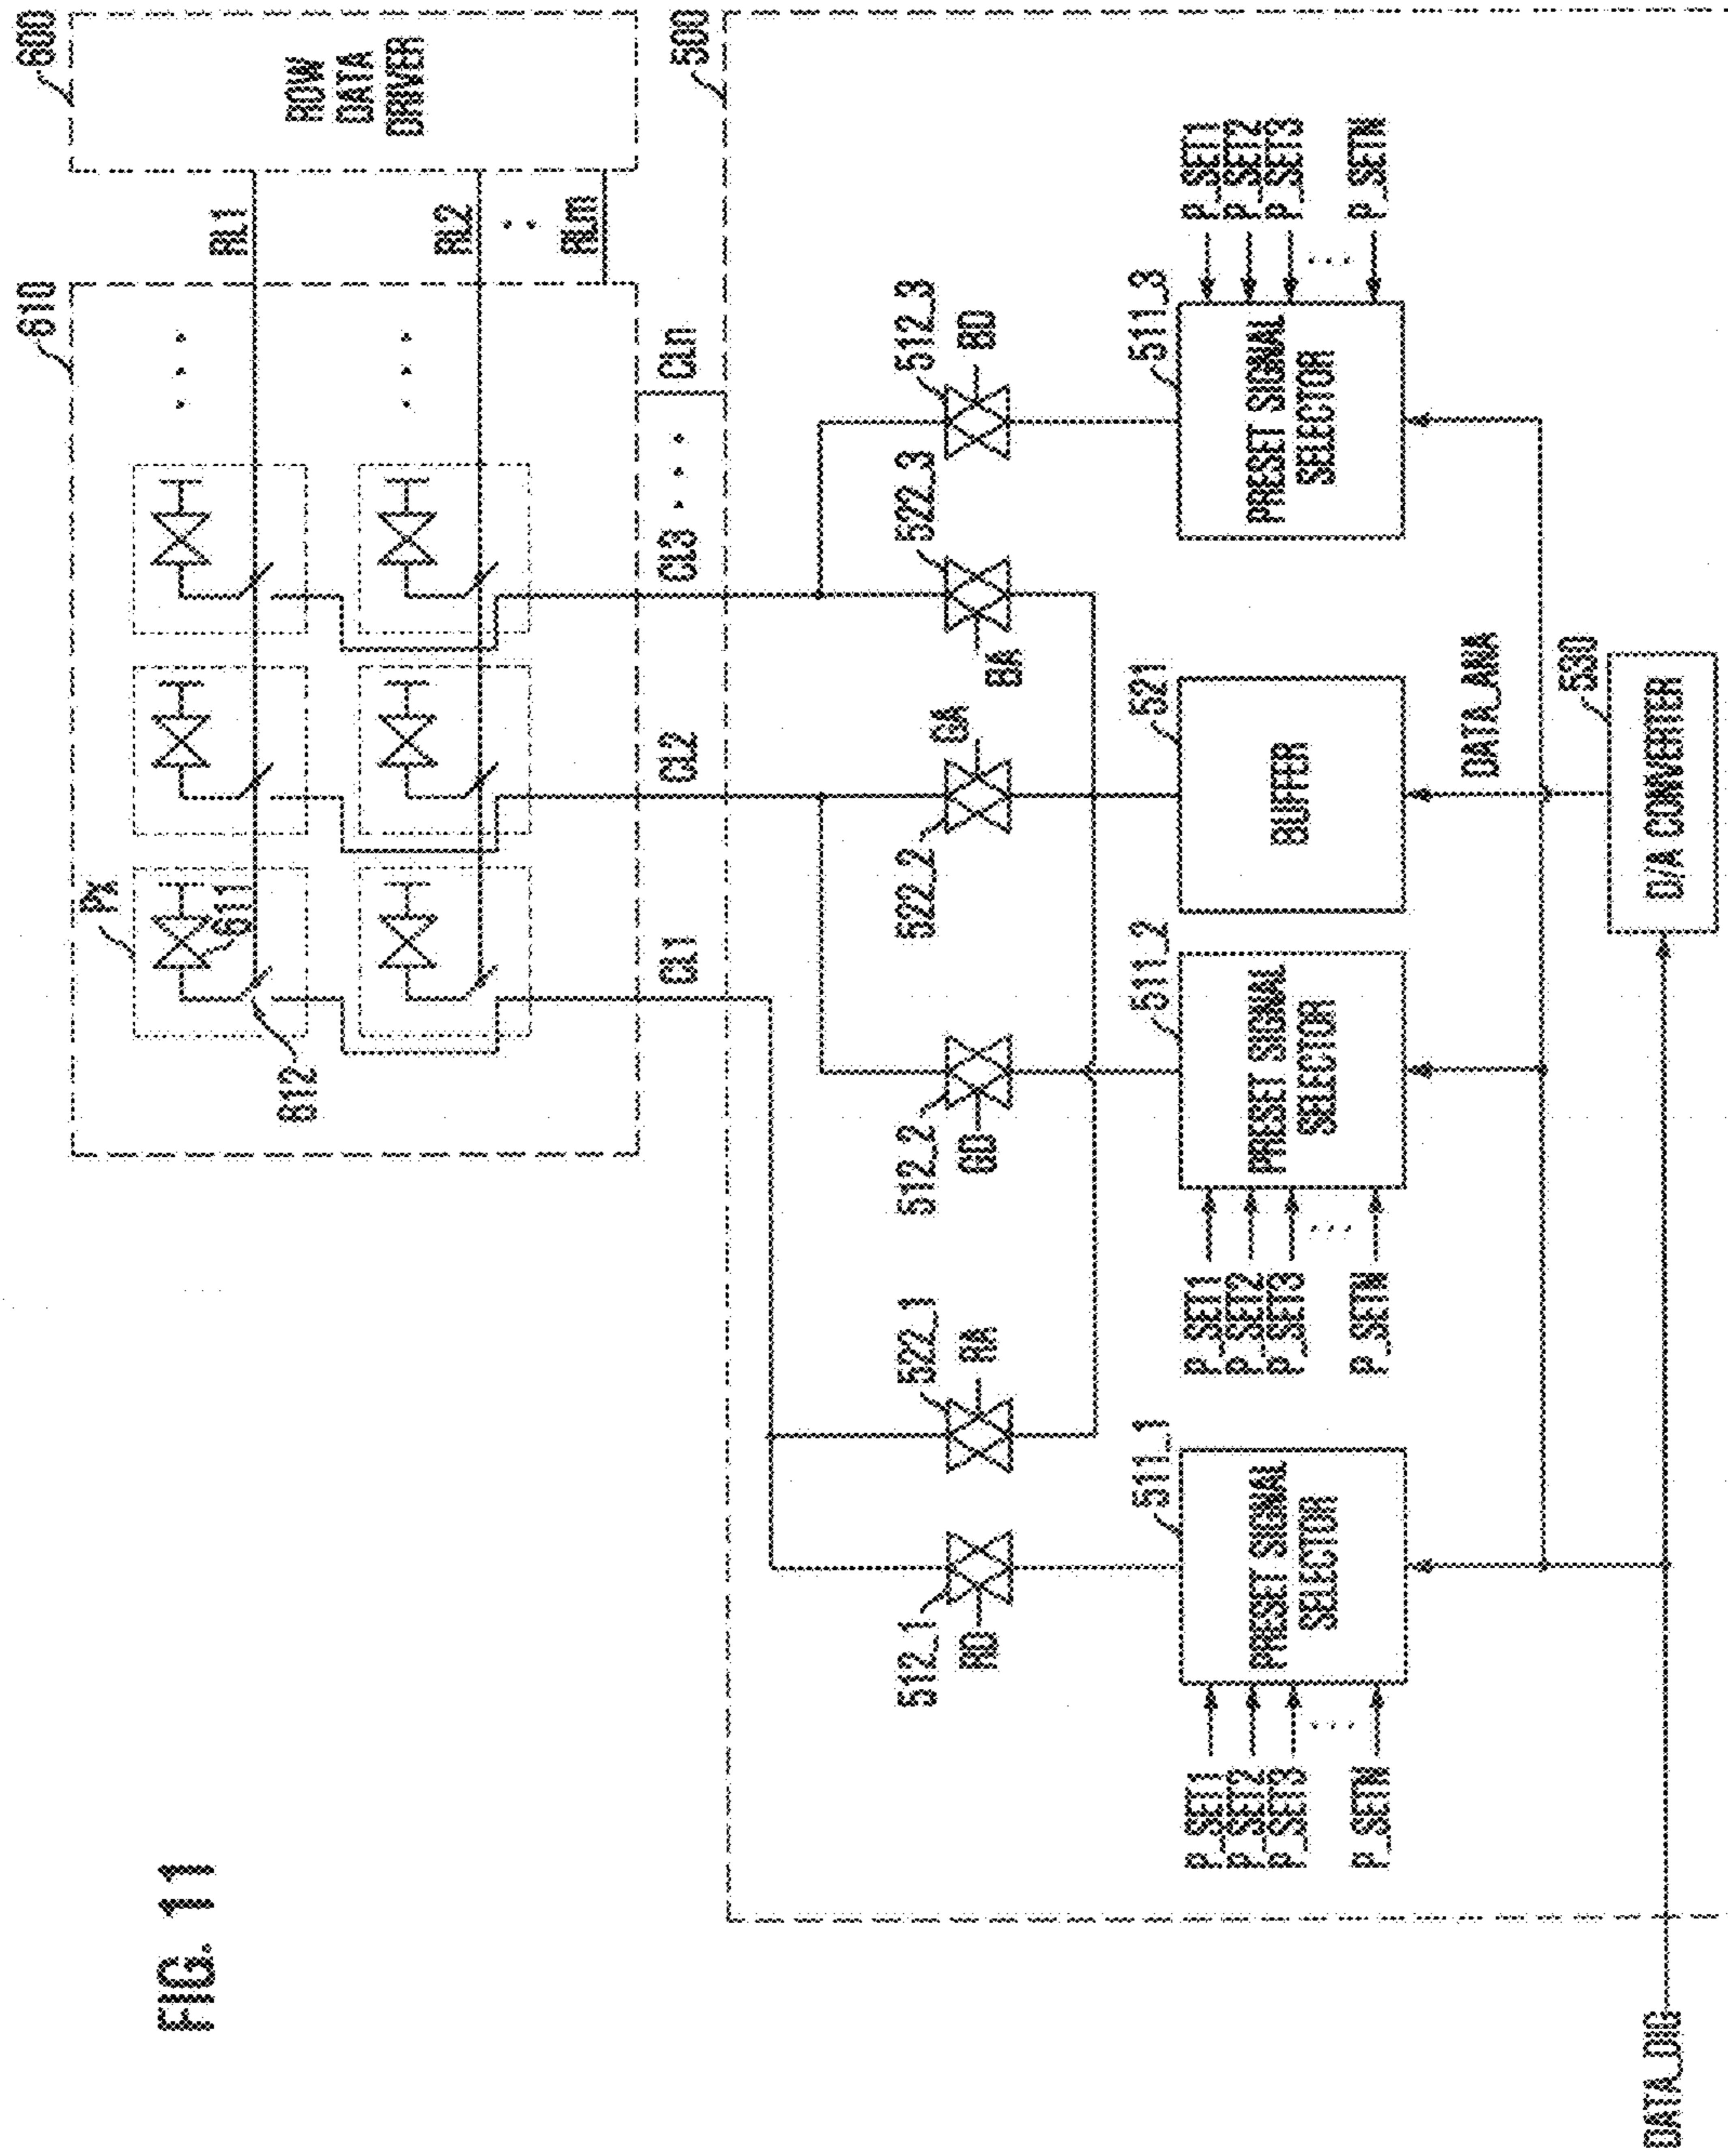 FIG. 11
610
600
PX
611
612
RL1
RL2
. .
RLm
ROW
DATA
DRIVER
CL1
CL2
CL3 . . .
CLn
500
512_1
RD
522_1
RA
512_2
GD
522_2
GA
522_3
BA
512_3
BD
511_1
PRESET SIGNAL
SELECTOR
P_SET1
P_SET2
P_SET3
P_SETN
511_2
PRESET SIGNAL
SELECTOR
P_SET1
P_SET2
P_SET3
P_SETN
521
BUFFER
511_3
PRESET SIGNAL
SELECTOR
P_SET1
P_SET2
P_SET3
P_SETN
DATA_ANA
530
D/A CONVERTER
DATA_DIG